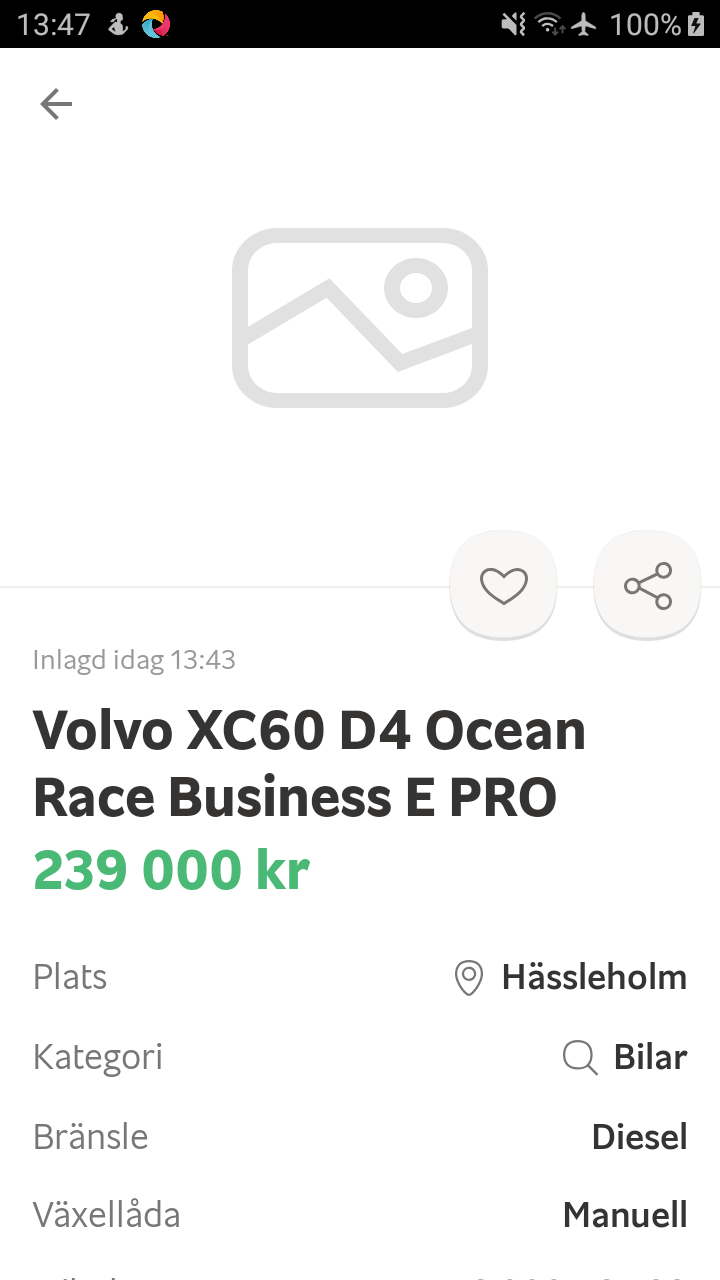 13:47
100%
Inlagd idag 13:43
Volvo XC60 D4 Ocean
Race Business E PRO
239 000 kr
Plats Hässleholm
Kategori Bilar
Bränsle Diesel
Växellåda Manuell